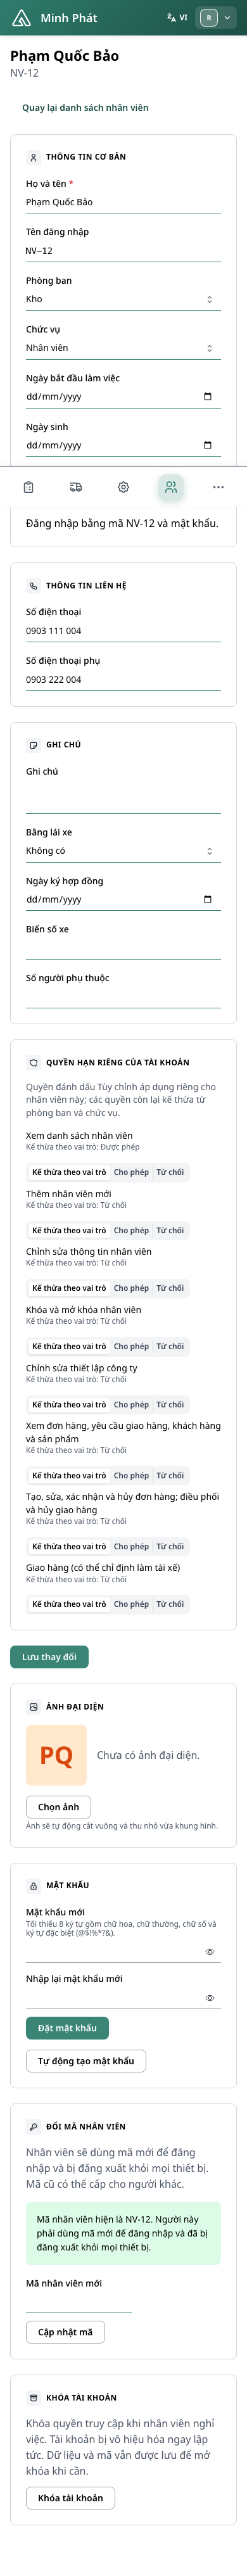 Minh Phát
VI
R
Phạm Quốc Bảo
NV-12
Quay lại danh sách nhân viên
THÔNG TIN CƠ BẢN
Họ và tên *
Phạm Quốc Bảo
Tên đăng nhập
NV-12
Phòng ban
Kho
Chức vụ
Nhân viên
Ngày bắt đầu làm việc
dd/mm/yyyy
Ngày sinh
dd/mm/yyyy
Đăng nhập bằng mã NV-12 và mật khẩu.
THÔNG TIN LIÊN HỆ
Số điện thoại
0903 111 004
Số điện thoại phụ
0903 222 004
GHI CHÚ
Ghi chú
Bằng lái xe
Không có
Ngày ký hợp đồng
dd/mm/yyyy
Biển số xe
Số người phụ thuộc
QUYỀN HẠN RIÊNG CỦA TÀI KHOẢN
Quyền đánh dấu Tùy chỉnh áp dụng riêng cho
nhân viên này; các quyền còn lại kế thừa từ
phòng ban và chức vụ.
Xem danh sách nhân viên
Kế thừa theo vai trò: Được phép
Kế thừa theo vai trò Cho phép Từ chối
Thêm nhân viên mới
Kế thừa theo vai trò: Từ chối
Kế thừa theo vai trò Cho phép Từ chối
Chỉnh sửa thông tin nhân viên
Kế thừa theo vai trò: Từ chối
Kế thừa theo vai trò Cho phép Từ chối
Khóa và mở khóa nhân viên
Kế thừa theo vai trò: Từ chối
Kế thừa theo vai trò Cho phép Từ chối
Chỉnh sửa thiết lập công ty
Kế thừa theo vai trò: Từ chối
Kế thừa theo vai trò Cho phép Từ chối
Xem đơn hàng, yêu cầu giao hàng, khách hàng
và sản phẩm
Kế thừa theo vai trò: Từ chối
Kế thừa theo vai trò Cho phép Từ chối
Tạo, sửa, xác nhận và hủy đơn hàng; điều phối
và hủy giao hàng
Kế thừa theo vai trò: Từ chối
Kế thừa theo vai trò Cho phép Từ chối
Giao hàng (có thể chỉ định làm tài xế)
Kế thừa theo vai trò: Từ chối
Kế thừa theo vai trò Cho phép Từ chối
Lưu thay đổi
ẢNH ĐẠI DIỆN
PQ
Chưa có ảnh đại diện.
Chọn ảnh
Ảnh sẽ tự động cắt vuông và thu nhỏ vừa khung hình.
MẬT KHẨU
Mật khẩu mới
Tối thiểu 8 ký tự gồm chữ hoa, chữ thường, chữ số và
ký tự đặc biệt (@$!%*?&).
Nhập lại mật khẩu mới
Đặt mật khẩu
Tự động tạo mật khẩu
ĐỔI MÃ NHÂN VIÊN
Nhân viên sẽ dùng mã mới để đăng
nhập và bị đăng xuất khỏi mọi thiết bị.
Mã cũ có thể cấp cho người khác.
Mã nhân viên hiện là NV-12. Người này
phải dùng mã mới để đăng nhập và đã bị
đăng xuất khỏi mọi thiết bị.
Mã nhân viên mới
Cập nhật mã
KHÓA TÀI KHOẢN
Khóa quyền truy cập khi nhân viên nghỉ
việc. Tài khoản bị vô hiệu hóa ngay lập
tức. Dữ liệu và mã vẫn được lưu để mở
khóa khi cần.
Khóa tài khoản